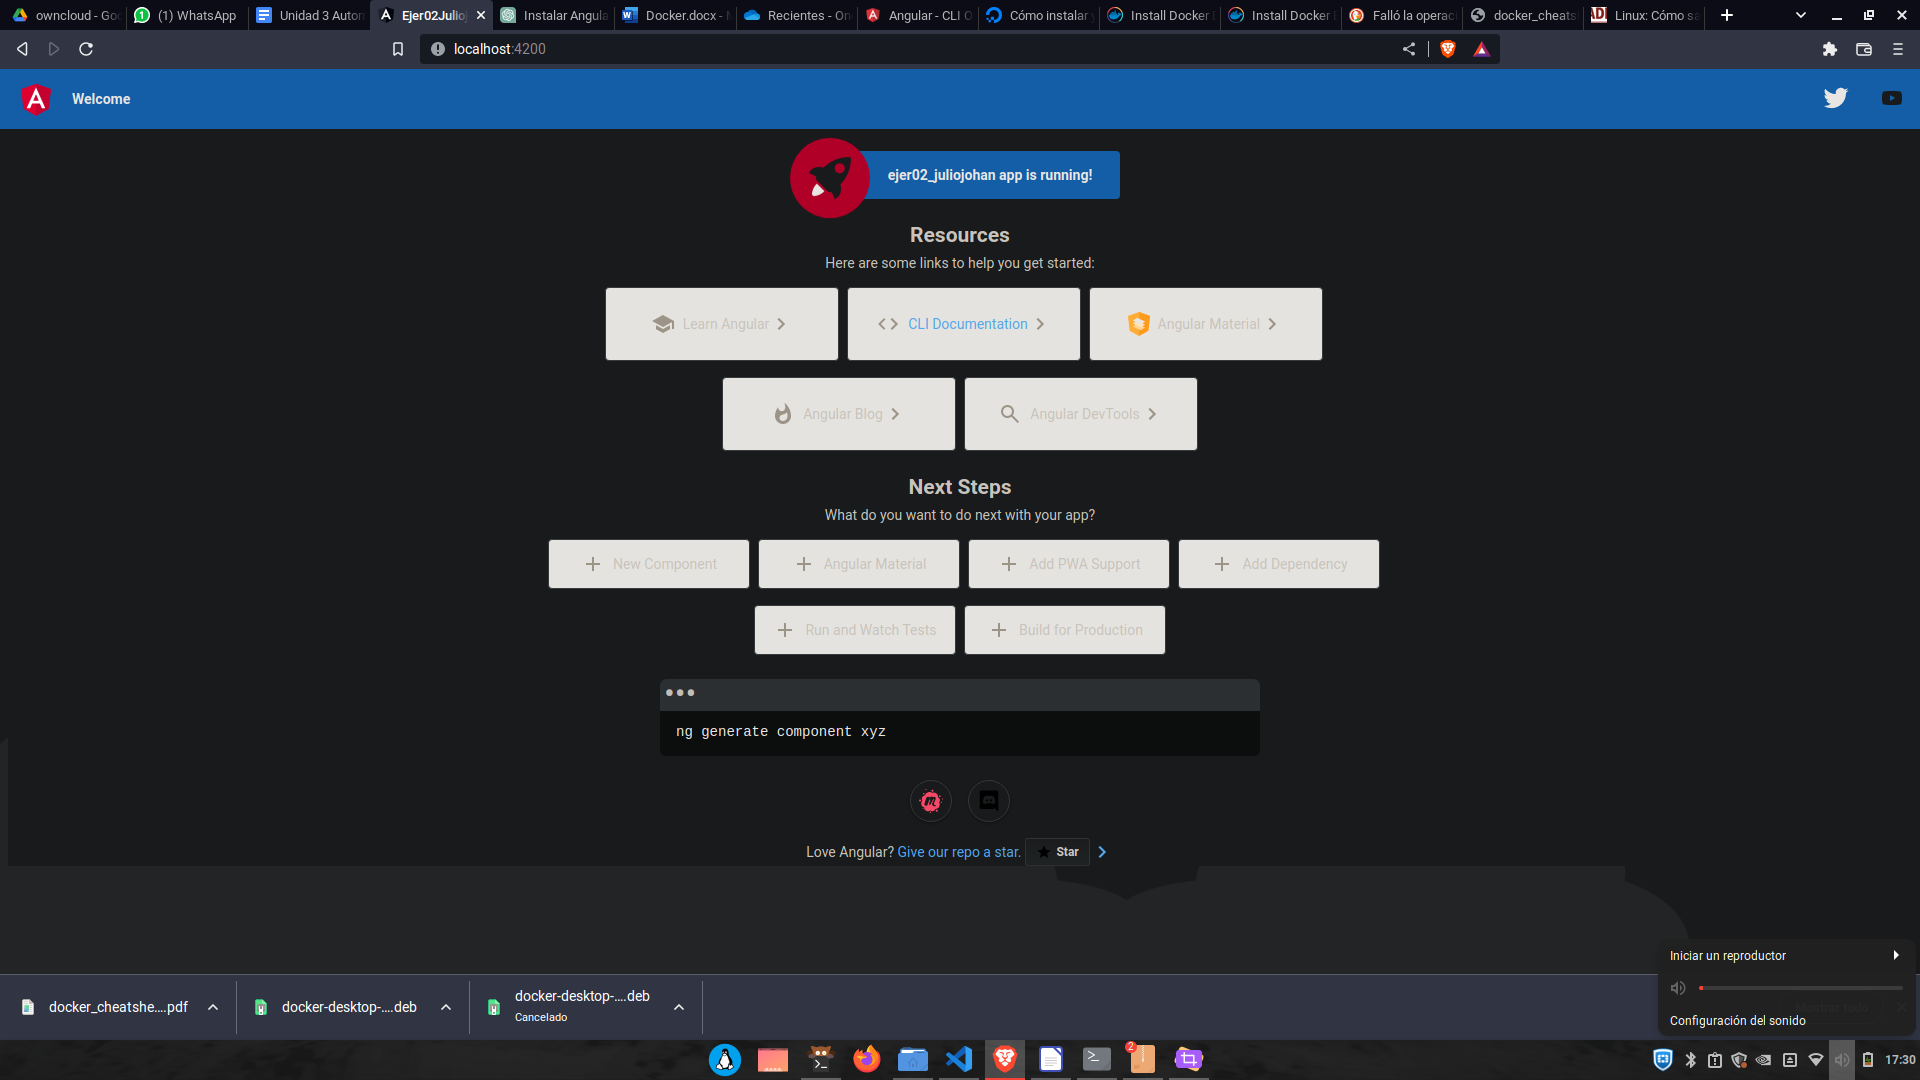 owncloud - Goo
(1) WhatsApp
Unidad 3 Autom
Ejer02Julio
Instalar Angula
Docker.docx - M
Recientes - On
Angular - CLI O
Cómo instalar y
Install Docker
Install Docker
Falló la operac
docker_cheats
Linux: Cómo sa
localhost:4200
Welcome
ejer02_juliojohan app is running!
Resources
Here are some links to help you get started:
Learn Angular
CLI Documentation
Angular Material
Angular Blog
Angular DevTools
Next Steps
What do you want to do next with your app?
New Component
Angular Material
Add PWA Support
Add Dependency
Run and Watch Tests
Build for Production
ng generate component xyz
Love Angular? Give our repo a star.
Star
Iniciar un reproductor
Configuración del sonido
docker_cheatshe....pdf
docker-desktop-....deb
docker-desktop-....deb
Cancelado
2
17:30